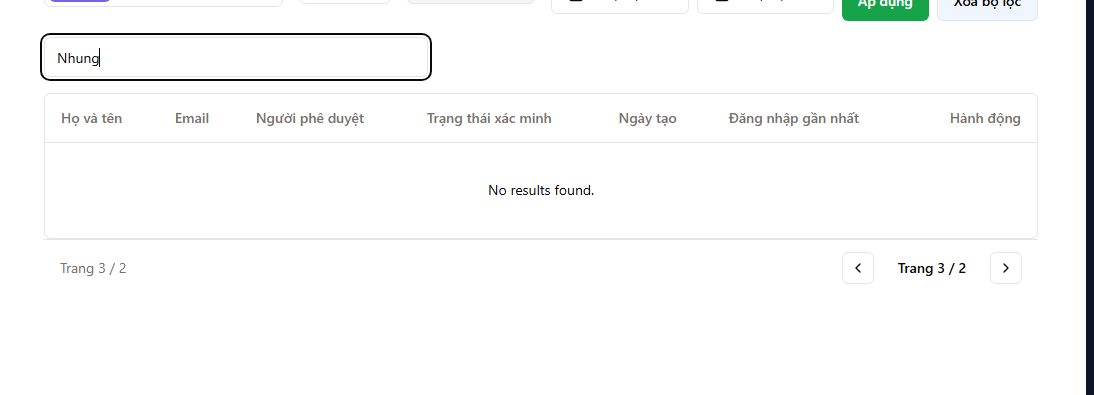 Áp dụng Xóa bộ lọc
Nhung
Họ và tên Email Người phê duyệt Trạng thái xác minh Ngày tạo Đăng nhập gần nhất Hành động
No results found.
Trang 3 / 2 Trang 3 / 2